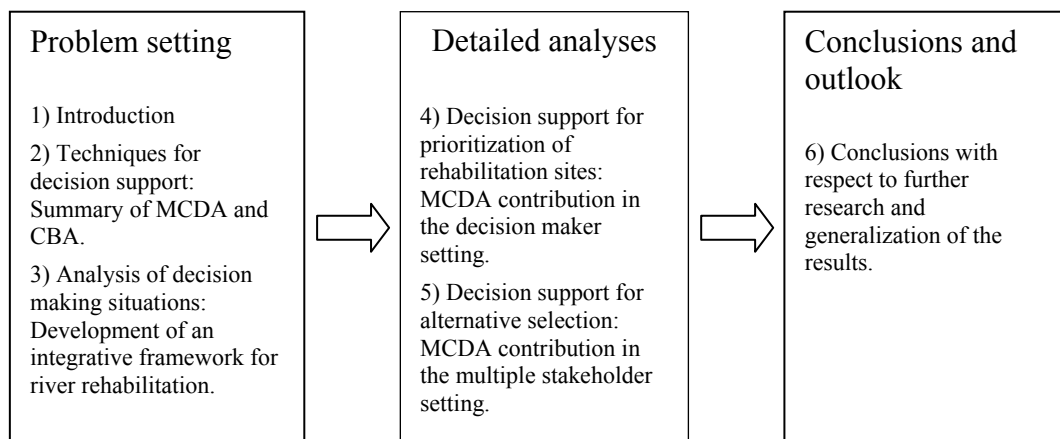 Problem setting
1) Introduction
2) Techniques for
decision support:
Summary of MCDA and
CBA.
3) Analysis of decision
making situations:
Development of an
integrative framework for
river rehabilitation.
Detailed analyses
4) Decision support for
prioritization of
rehabilitation sites:
MCDA contribution in
the decision maker
setting.
5) Decision support for
alternative selection:
MCDA contribution in
the multiple stakeholder
setting.
Conclusions and
outlook
6) Conclusions with
respect to further
research and
generalization of the
results.